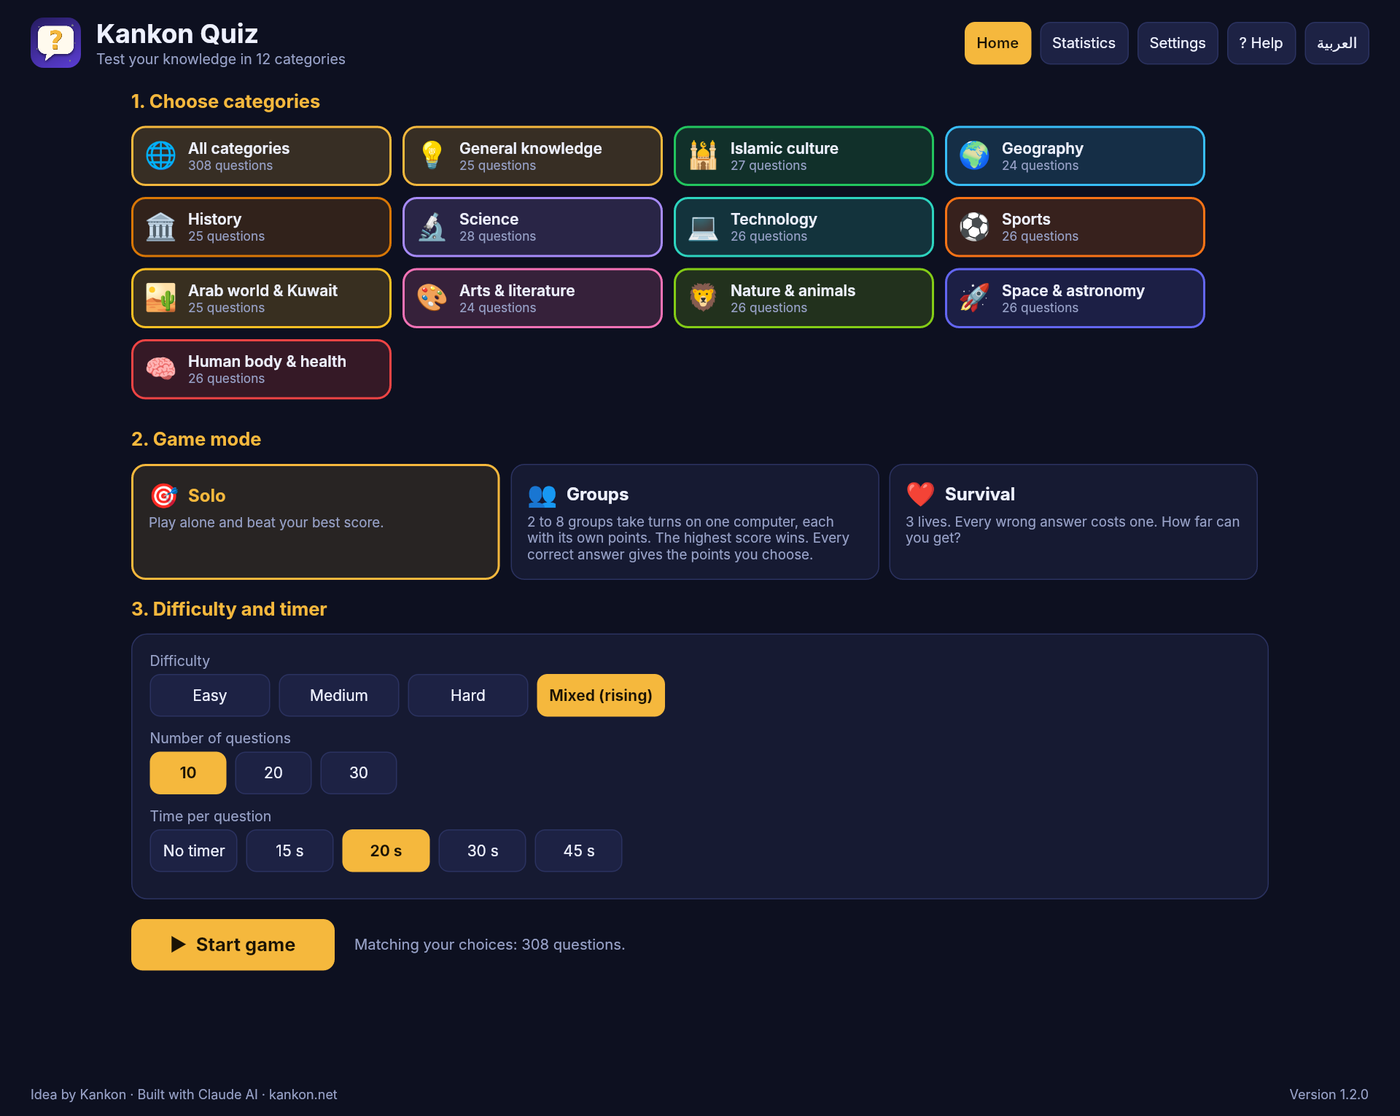 Kankon Quiz
Test your knowledge in 12 categories
Home
Statistics
Settings
? Help
العربية
1. Choose categories
All categories
308 questions
General knowledge
25 questions
Islamic culture
27 questions
Geography
24 questions
History
25 questions
Science
28 questions
Technology
26 questions
Sports
26 questions
Arab world & Kuwait
25 questions
Arts & literature
24 questions
Nature & animals
26 questions
Space & astronomy
26 questions
Human body & health
26 questions
2. Game mode
Solo
Play alone and beat your best score.
Groups
2 to 8 groups take turns on one computer, each
with its own points. The highest score wins. Every
correct answer gives the points you choose.
Survival
3 lives. Every wrong answer costs one. How far can
you get?
3. Difficulty and timer
Difficulty
Easy
Medium
Hard
Mixed (rising)
Number of questions
10
20
30
Time per question
No timer
15 s
20 s
30 s
45 s
▶ Start game
Matching your choices: 308 questions.
Idea by Kankon · Built with Claude AI · kankon.net
Version 1.2.0